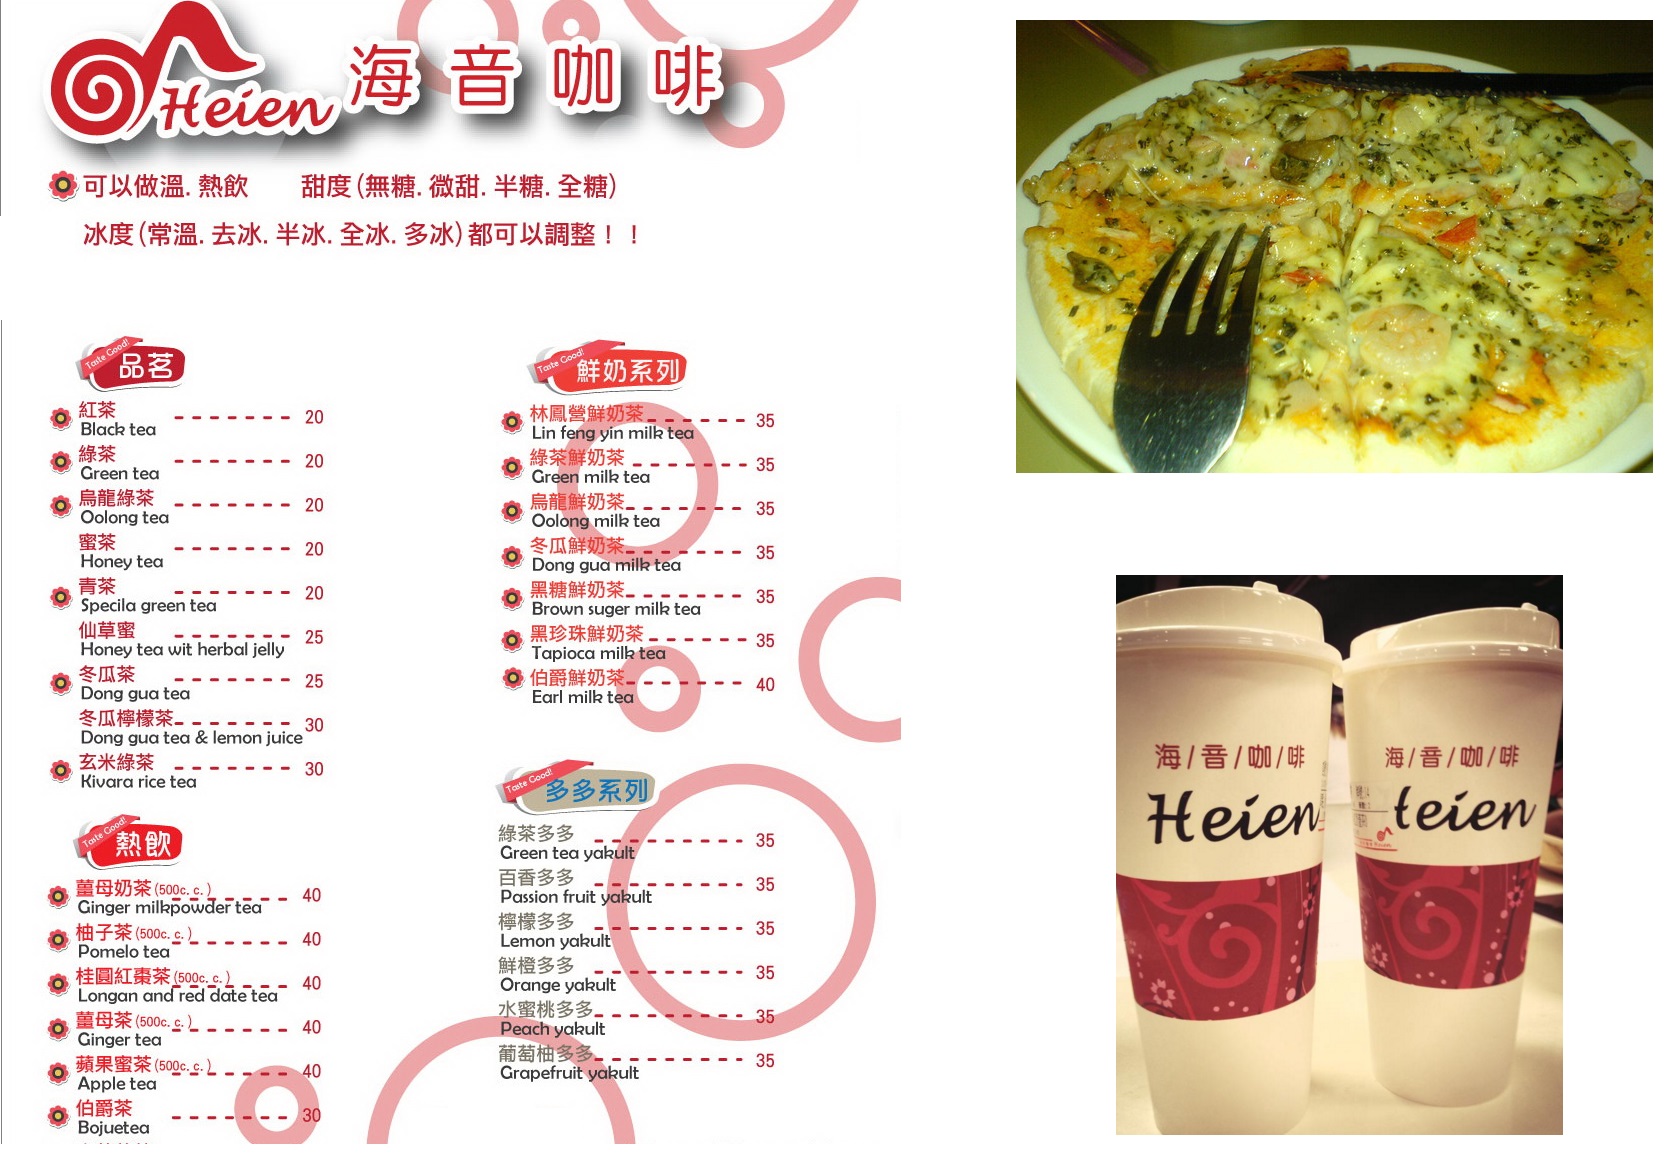 Heien 海音咖啡
可以做溫. 熱飲 甜度(無糖. 微甜. 半糖. 全糖)
冰度(常溫. 去冰. 半冰. 全冰. 多冰)都可以調整！！
Taste Good!
品茗
紅茶 20
Black tea
綠茶 20
Green tea
烏龍綠茶 20
Oolong tea
蜜茶 20
Honey tea
青茶 20
Specila green tea
仙草蜜 25
Honey tea wit herbal jelly
冬瓜茶 25
Dong gua tea
冬瓜檸檬茶 30
Dong gua tea & lemon juice
玄米綠茶 30
Kivara rice tea
Taste Good!
熱飲
薑母奶茶(500c.c.) 40
Ginger milkpowder tea
柚子茶(500c.c.) 40
Pomelo tea
桂圓紅棗茶(500c.c.) 40
Longan and red date tea
薑母茶(500c.c.) 40
Ginger tea
蘋果蜜茶(500c.c.) 40
Apple tea
伯爵茶 30
Bojuetea
Taste Good!
鮮奶系列
林鳳營鮮奶茶 35
Lin feng yin milk tea
綠茶鮮奶茶 35
Green milk tea
烏龍鮮奶茶 35
Oolong milk tea
冬瓜鮮奶茶 35
Dong gua milk tea
黑糖鮮奶茶 35
Brown suger milk tea
黑珍珠鮮奶茶 35
Tapioca milk tea
伯爵鮮奶茶 40
Earl milk tea
Taste Good!
多多系列
綠茶多多 35
Green tea yakult
百香多多 35
Passion fruit yakult
檸檬多多 35
Lemon yakult
鮮橙多多 35
Orange yakult
水蜜桃多多 35
Peach yakult
葡萄柚多多 35
Grapefruit yakult
海/音/咖/啡
Heien
海/音/咖/啡
teien